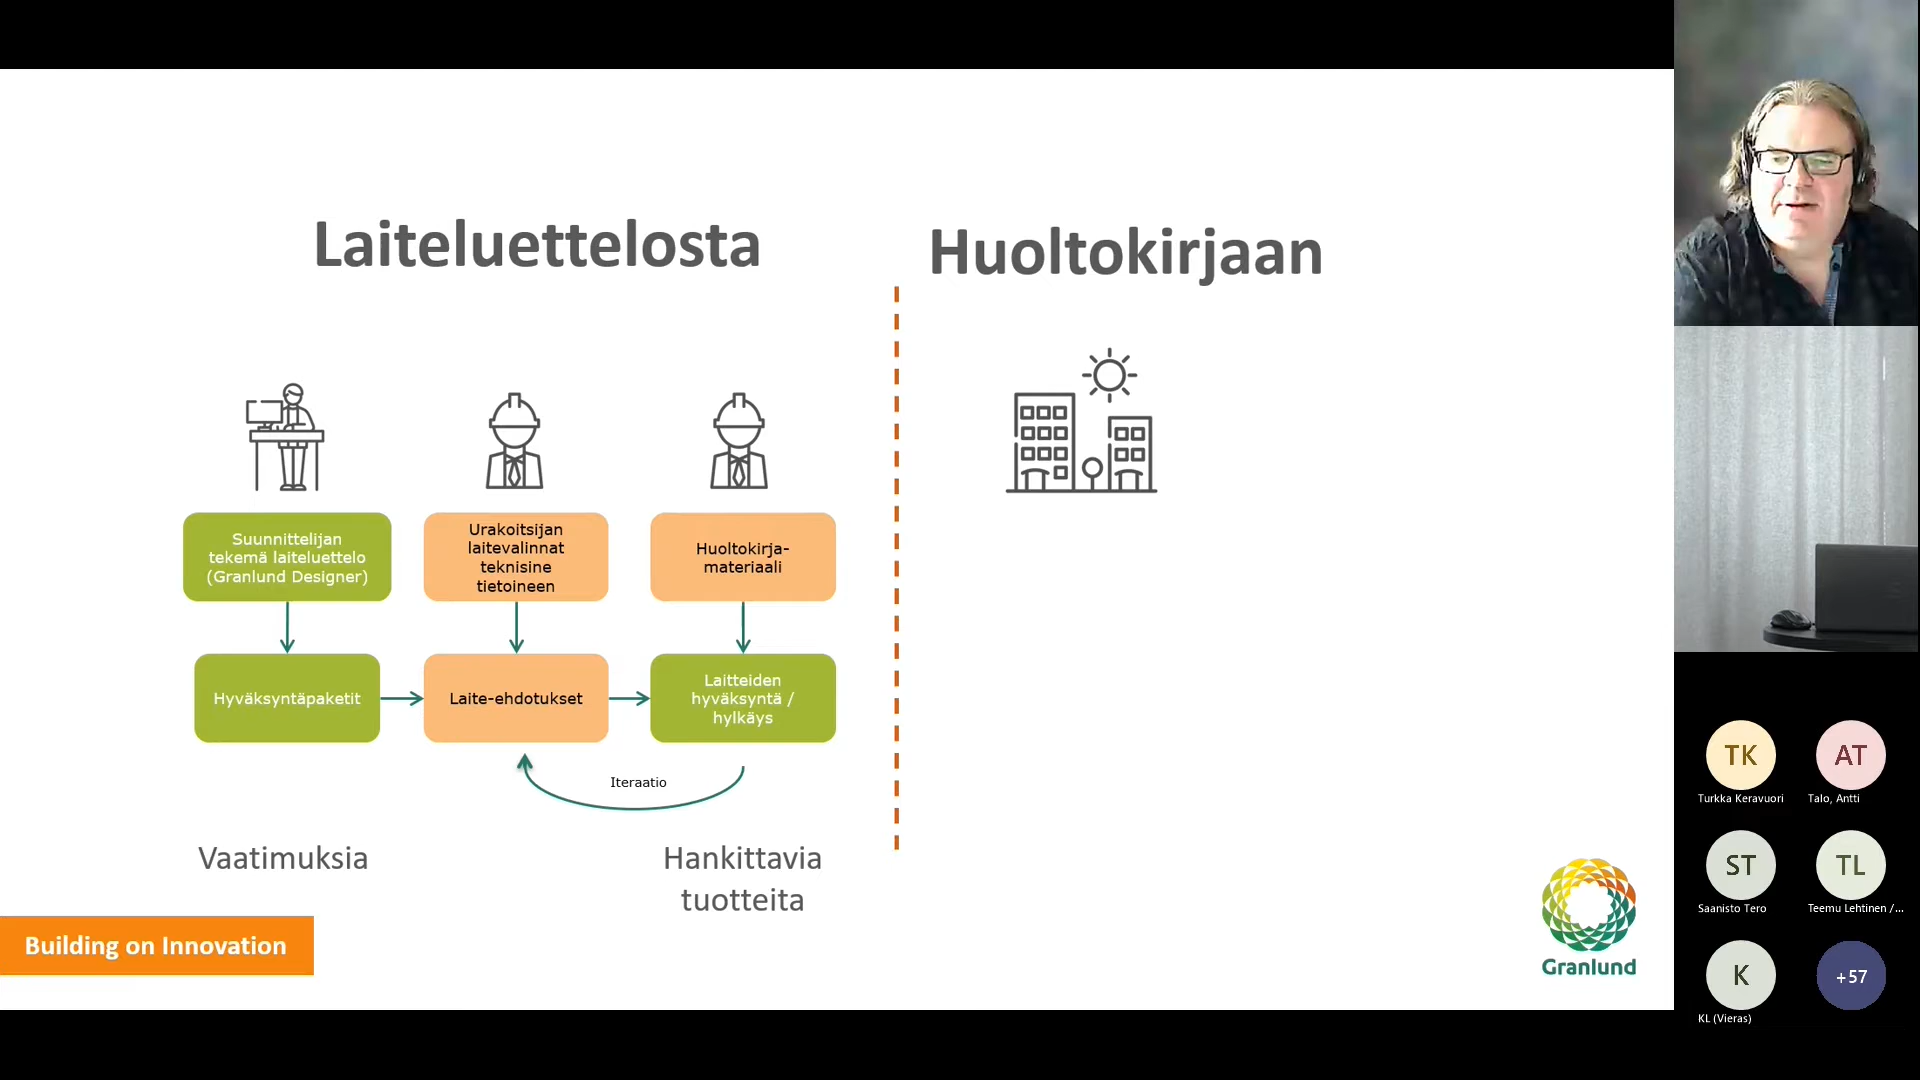 Laiteluettelosta
Huoltokirjaan
Suunnittelijan
tekemä laiteluettelo
(Granlund Designer)
Urakoitsijan
laitevalinnat
teknisine
tietoineen
Huoltokirja-
materiaali
Hyväksyntäpaketit
Laite-ehdotukset
Laitteiden
hyväksyntä /
hylkäys
Iteraatio
Vaatimuksia
Hankittavia
tuotteita
Building on Innovation
Granlund
TK
Turkka Keravuori
AT
Talo, Antti
ST
Saanisto Tero
TL
Teemu Lehtinen /...
K
KL (Vieras)
+57